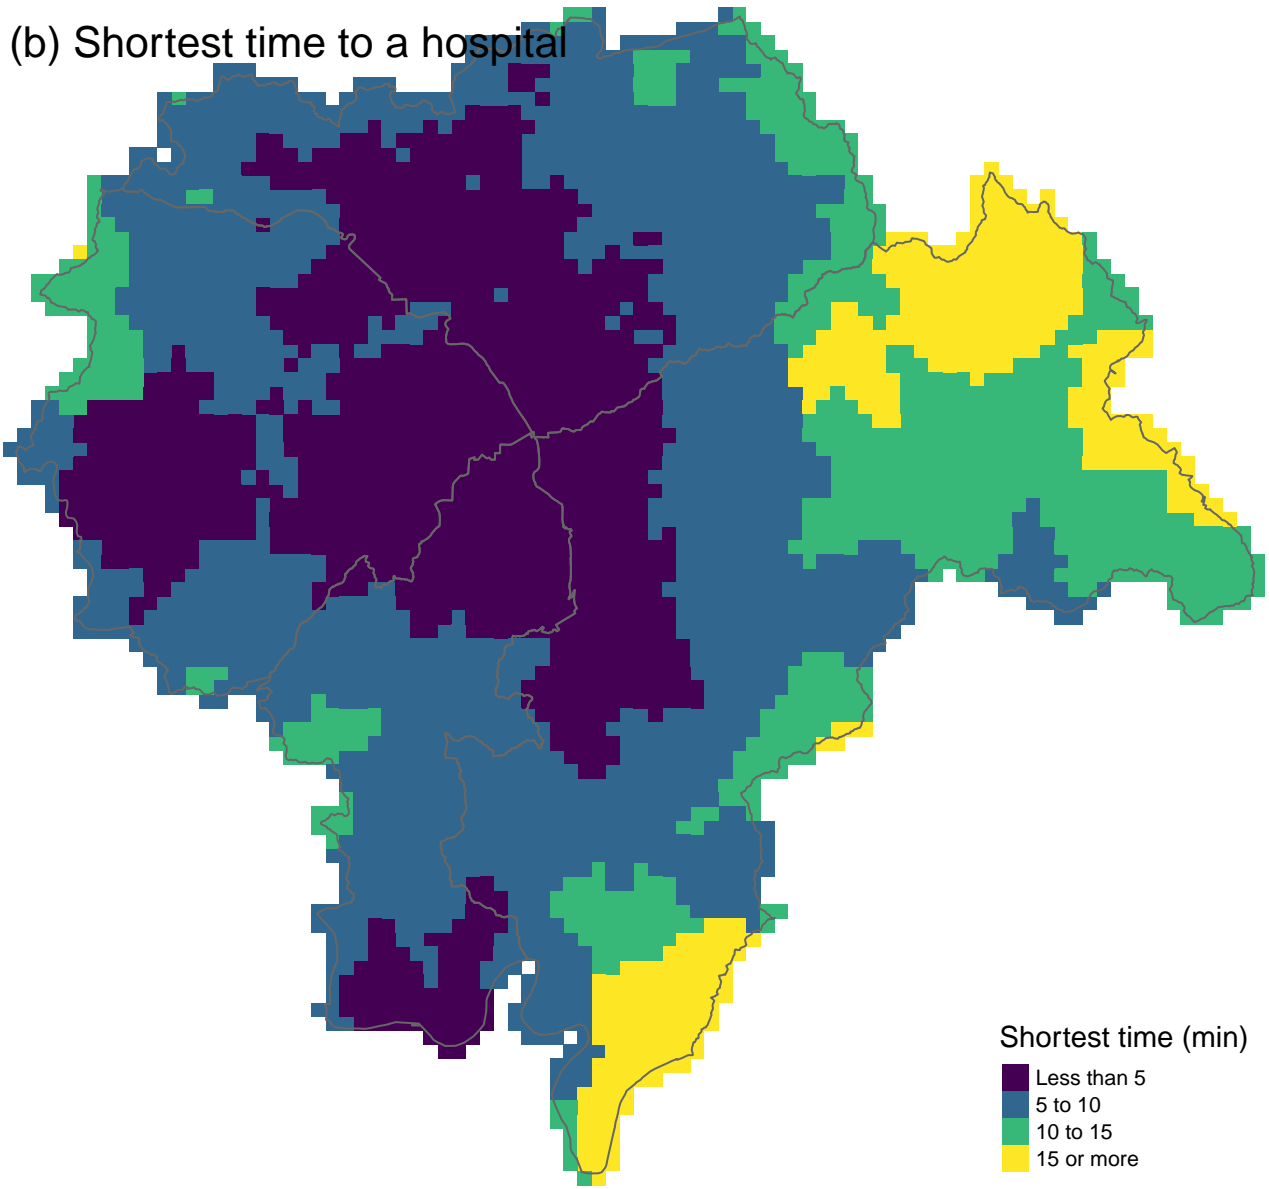 (b) Shortest time to a hospital
Shortest time (min)
Less than 5
5 to 10
10 to 15
15 or more